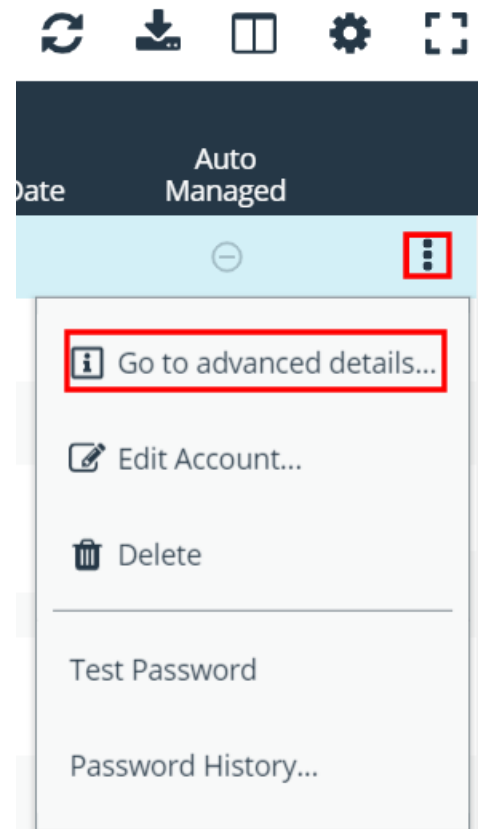 Auto
Date Managed
Go to advanced details...
Edit Account...
Delete
Test Password
Password History...